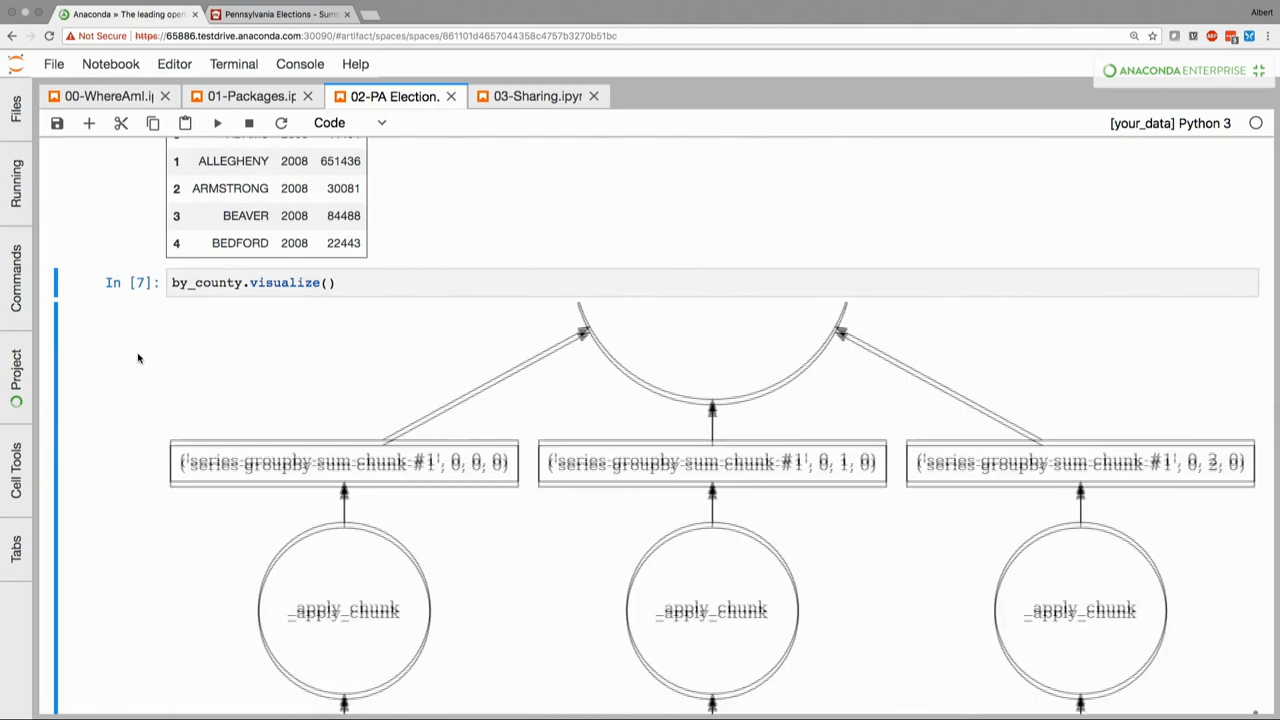 Anaconda » The leading open
Pennsylvania Elections - Sum
Albert
Not Secure https://65886.testdrive.anaconda.com:30090/#artifact/spaces/spaces/861101d4657044358c4757b3270b51bc
File Notebook Editor Terminal Console Help
ANACONDA ENTERPRISE
00-WhereAmI.i 01-Packages.ip 02-PA Election. 03-Sharing.ipyr
Code
[your_data] Python 3
1 ALLEGHENY 2008 651436
2 ARMSTRONG 2008 30081
3 BEAVER 2008 84488
4 BEDFORD 2008 22443
In [7]: by_county.visualize()
('series-groupby-sum-chunk-#1', 0, 0, 0) ('series-groupby-sum-chunk-#1', 0, 1, 0) ('series-groupby-sum-chunk-#1', 0, 2, 0)
_apply_chunk _apply_chunk _apply_chunk
Files
Running
Commands
Project
Cell Tools
Tabs